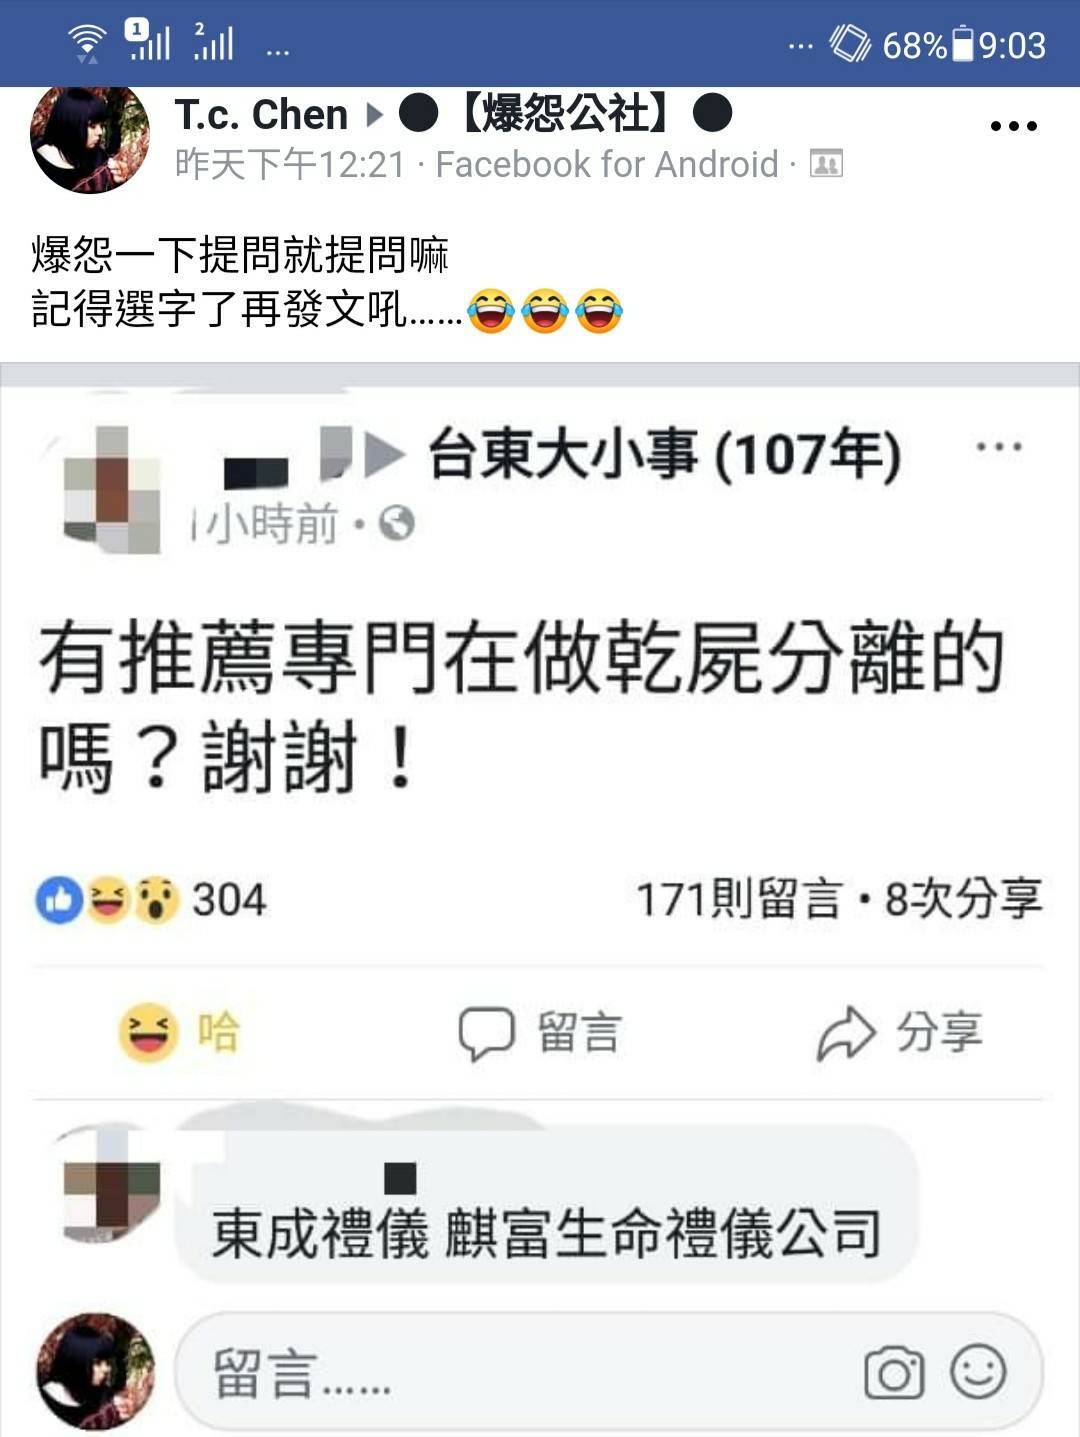 1 2 ... ... 68% 9:03
T.c. Chen ▸ ●【爆怨公社】●
昨天下午12:21 · Facebook for Android ·
爆怨一下提問就提問嘛
記得選字了再發文吼......😂😂😂
台東大小事 (107年)
小時前 ·
有推薦專門在做乾屍分離的
嗎？謝謝！
304 171則留言 • 8次分享
哈 留言 分享
東成禮儀 麒富生命禮儀公司
留言......